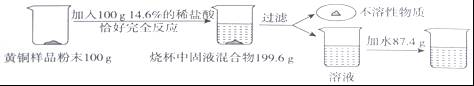 加入100 g 14.6%的稀盐酸
恰好完全反应
过滤
不溶性物质
加水87.4 g
黄铜样品粉末100 g
烧杯中固液混合物199.6 g
溶液